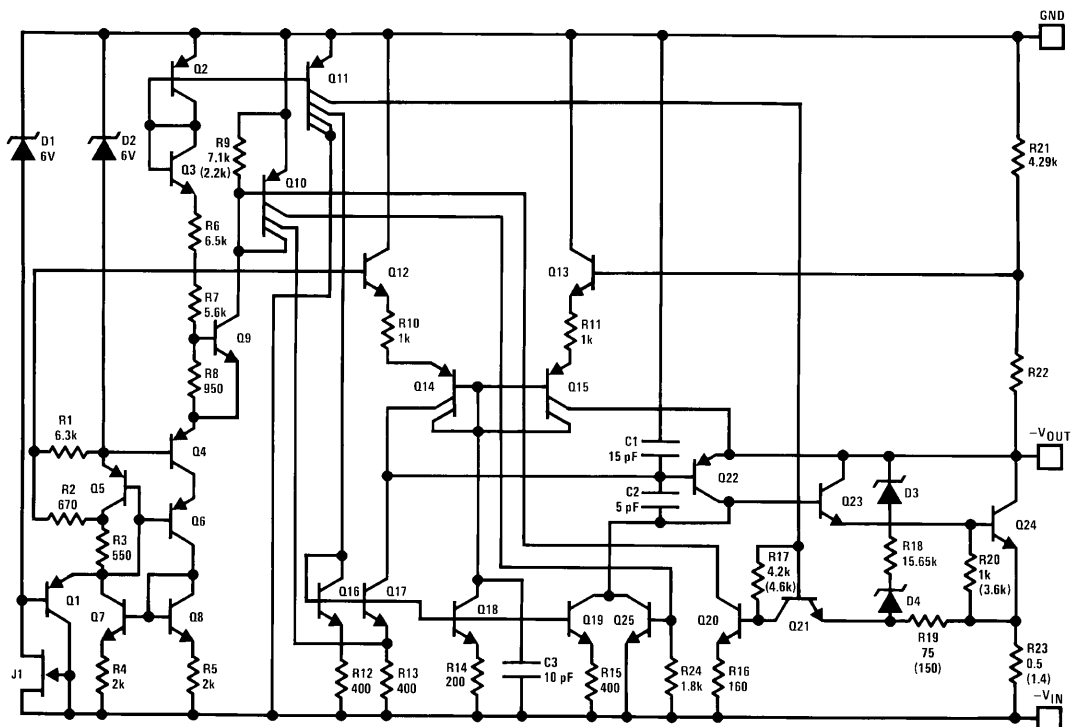 GND
Q2
Q11
D1
6V
D2
6V
R9
7.1k
(2.2k)
R21
4.29k
Q3
Q10
R6
6.5k
Q12
Q13
R7
5.6k
R10
1k
R11
1k
Q9
R8
950
R22
Q14
Q15
R1
6.3k
-VOUT
C1
15 pF
Q4
Q5
Q22
D3
R2
670
C2
5 pF
Q23
Q6
Q24
R3
550
R17
4.2k
(4.6k)
R18
15.65k
R20
1k
(3.6k)
Q1
Q7
Q8
Q16
Q17
Q18
Q19
Q25
Q20
Q21
D4
R19
75
(150)
J1
R4
2k
R5
2k
R12
400
R13
400
R14
200
C3
10 pF
R15
400
R24
1.8k
R16
160
R23
0.5
(1.4)
-VIN